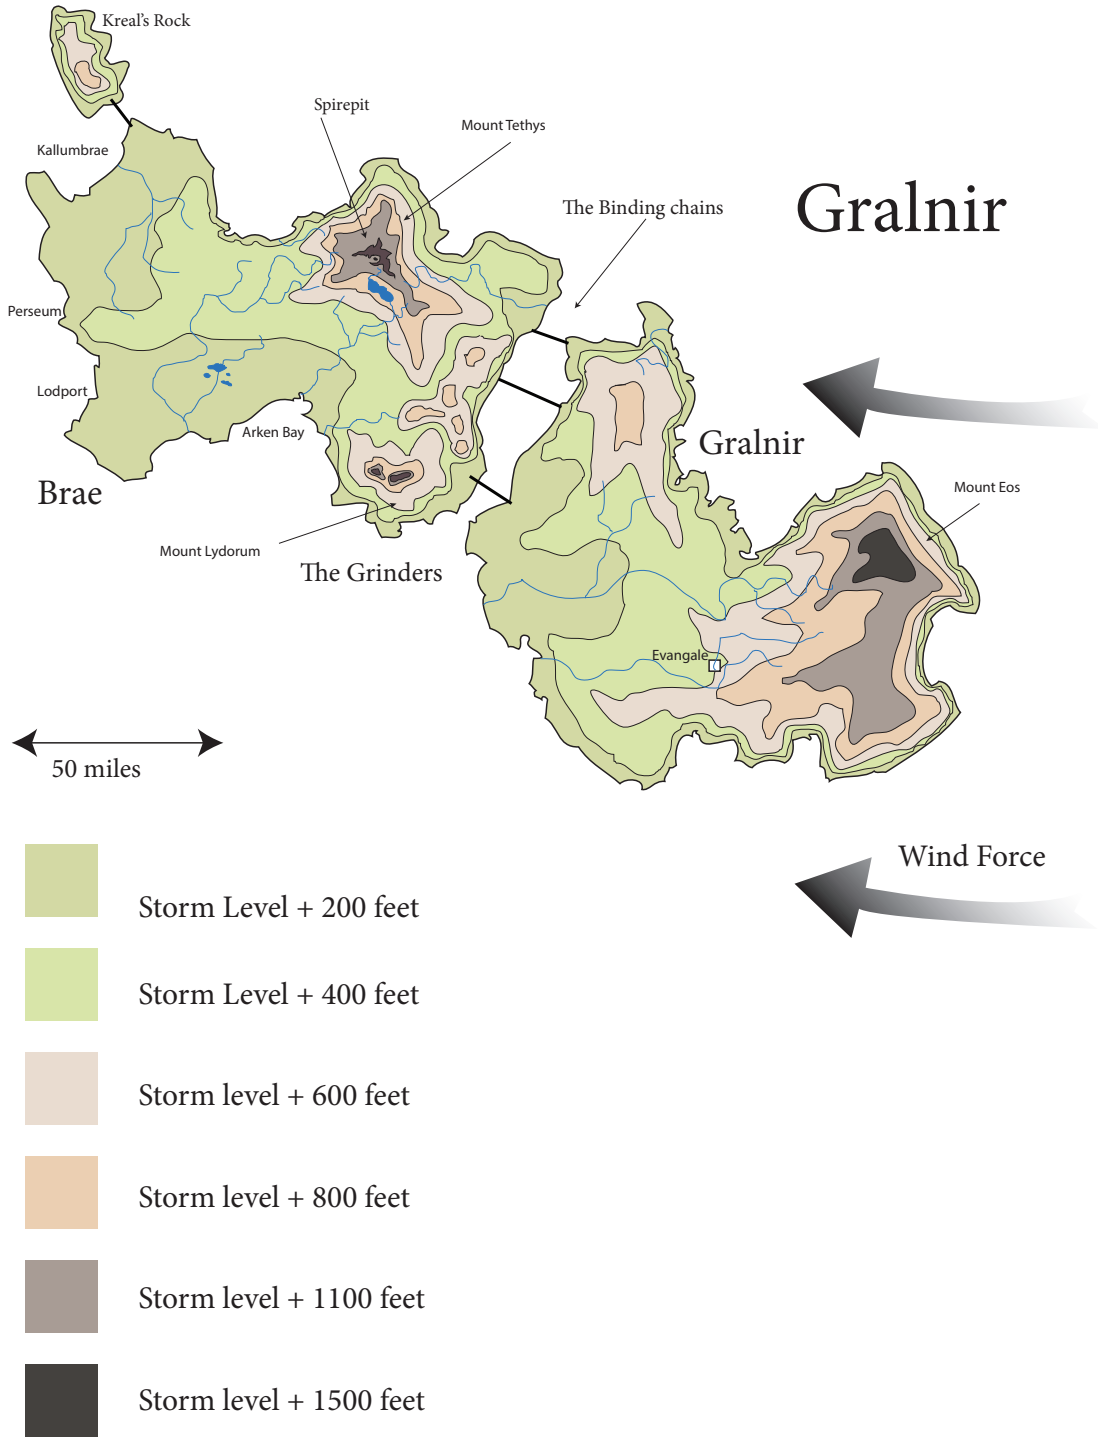 Kreal's Rock
Spirepit
Mount Tethys
Kallumbrae
The Binding chains
Gralnir
Perseum
Lodport
Arken Bay
Gralnir
Brae
Mount Eos
Mount Lydorum
The Grinders
Evangale
50 miles
Wind Force
Storm Level + 200 feet
Storm Level + 400 feet
Storm level + 600 feet
Storm level + 800 feet
Storm level + 1100 feet
Storm level + 1500 feet